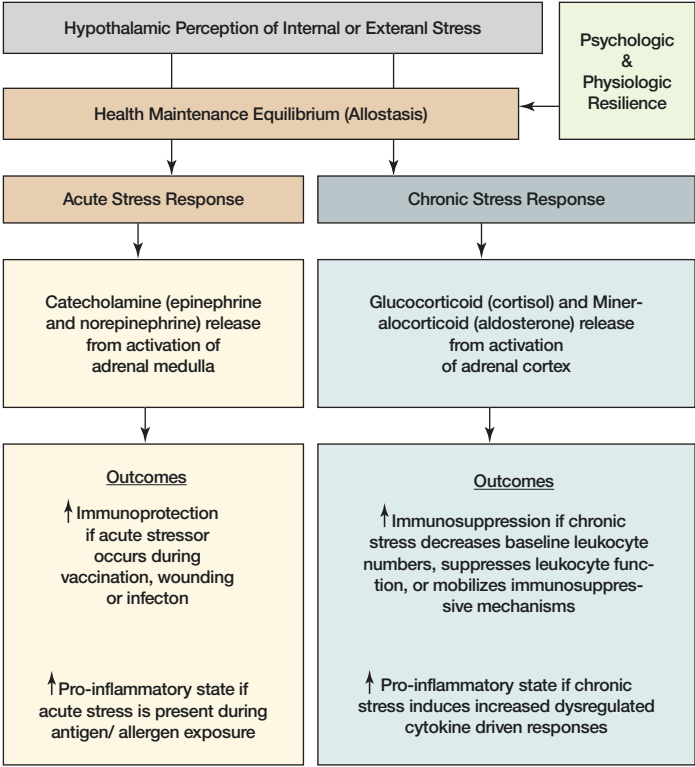 Hypothalamic Perception of Internal or Exteranl Stress
Psychologic
&
Physiologic
Resilience
Health Maintenance Equilibrium (Allostasis)
Acute Stress Response
Chronic Stress Response
Catecholamine (epinephrine
and norepinephrine) release
from activation of
adrenal medulla
Glucocorticoid (cortisol) and Miner-
alocorticoid (aldosterone) release
from activation
of adrenal cortex
Outcomes
↑Immunoprotection
if acute stressor
occurs during
vaccination, wounding
or infecton
↑Pro-inflammatory state if
acute stress is present during
antigen/ allergen exposure
Outcomes
↑Immunosuppression if chronic
stress decreases baseline leukocyte
numbers, suppresses leukocyte func-
tion, or mobilizes immunosuppres-
sive mechanisms
↑ Pro-inflammatory state if chronic
stress induces increased dysregulated
cytokine driven responses